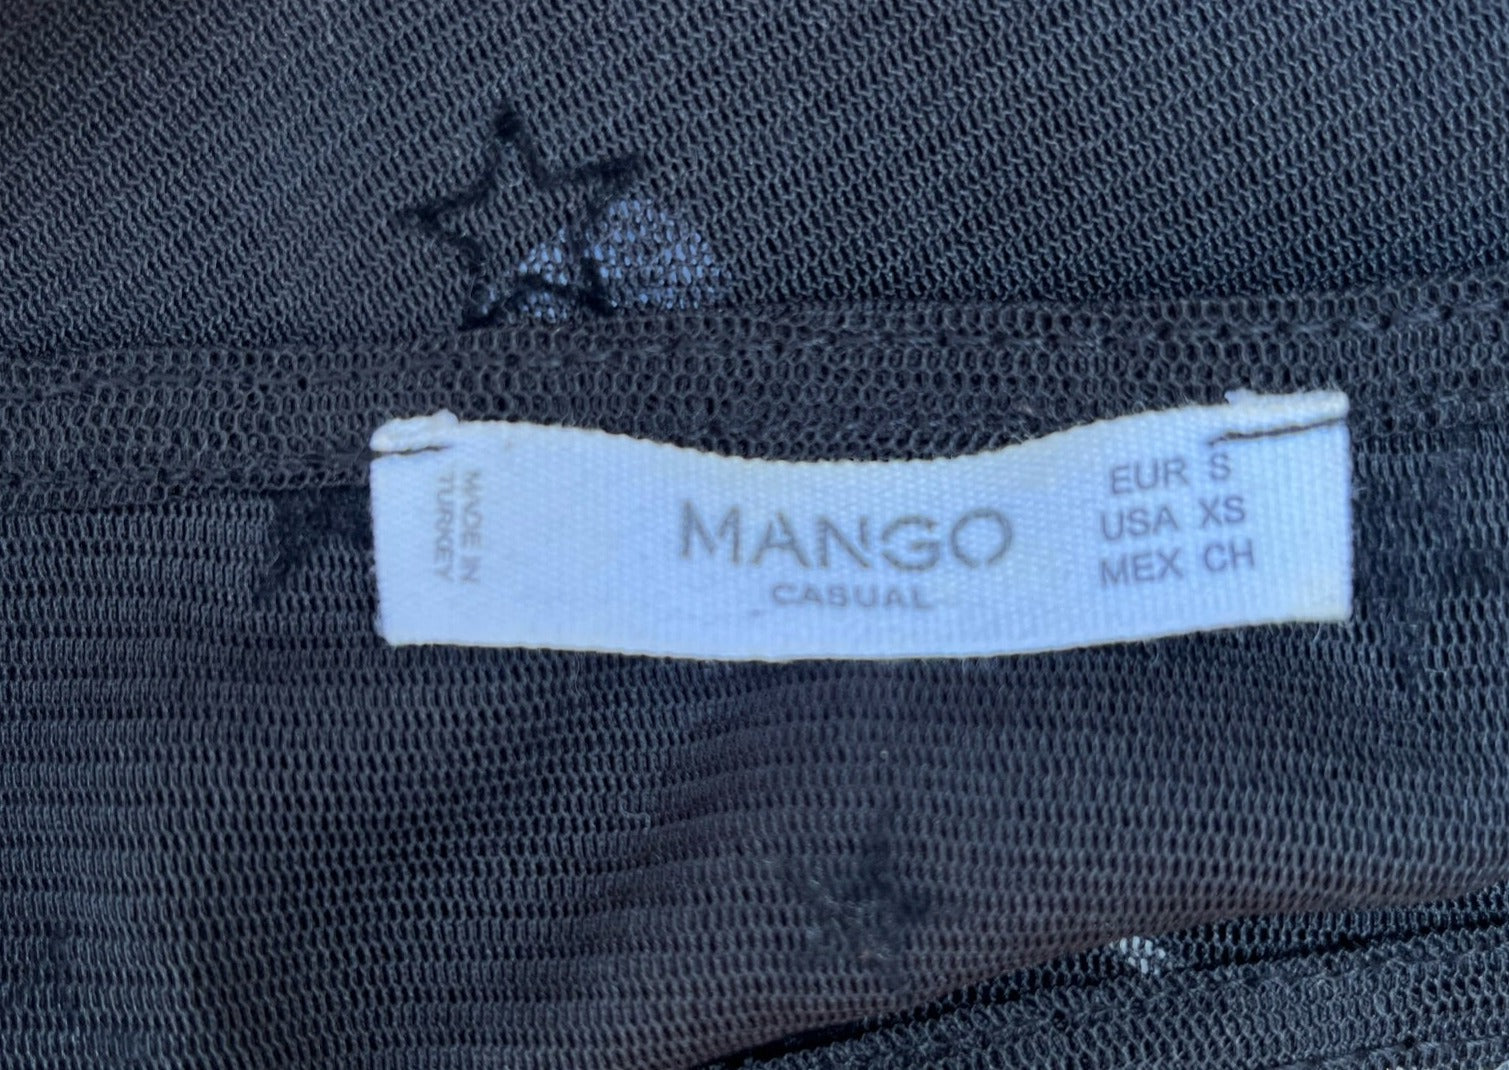 MADE IN
TURKEY
MANGO
CASUAL
EUR S
USA XS
MEX CH